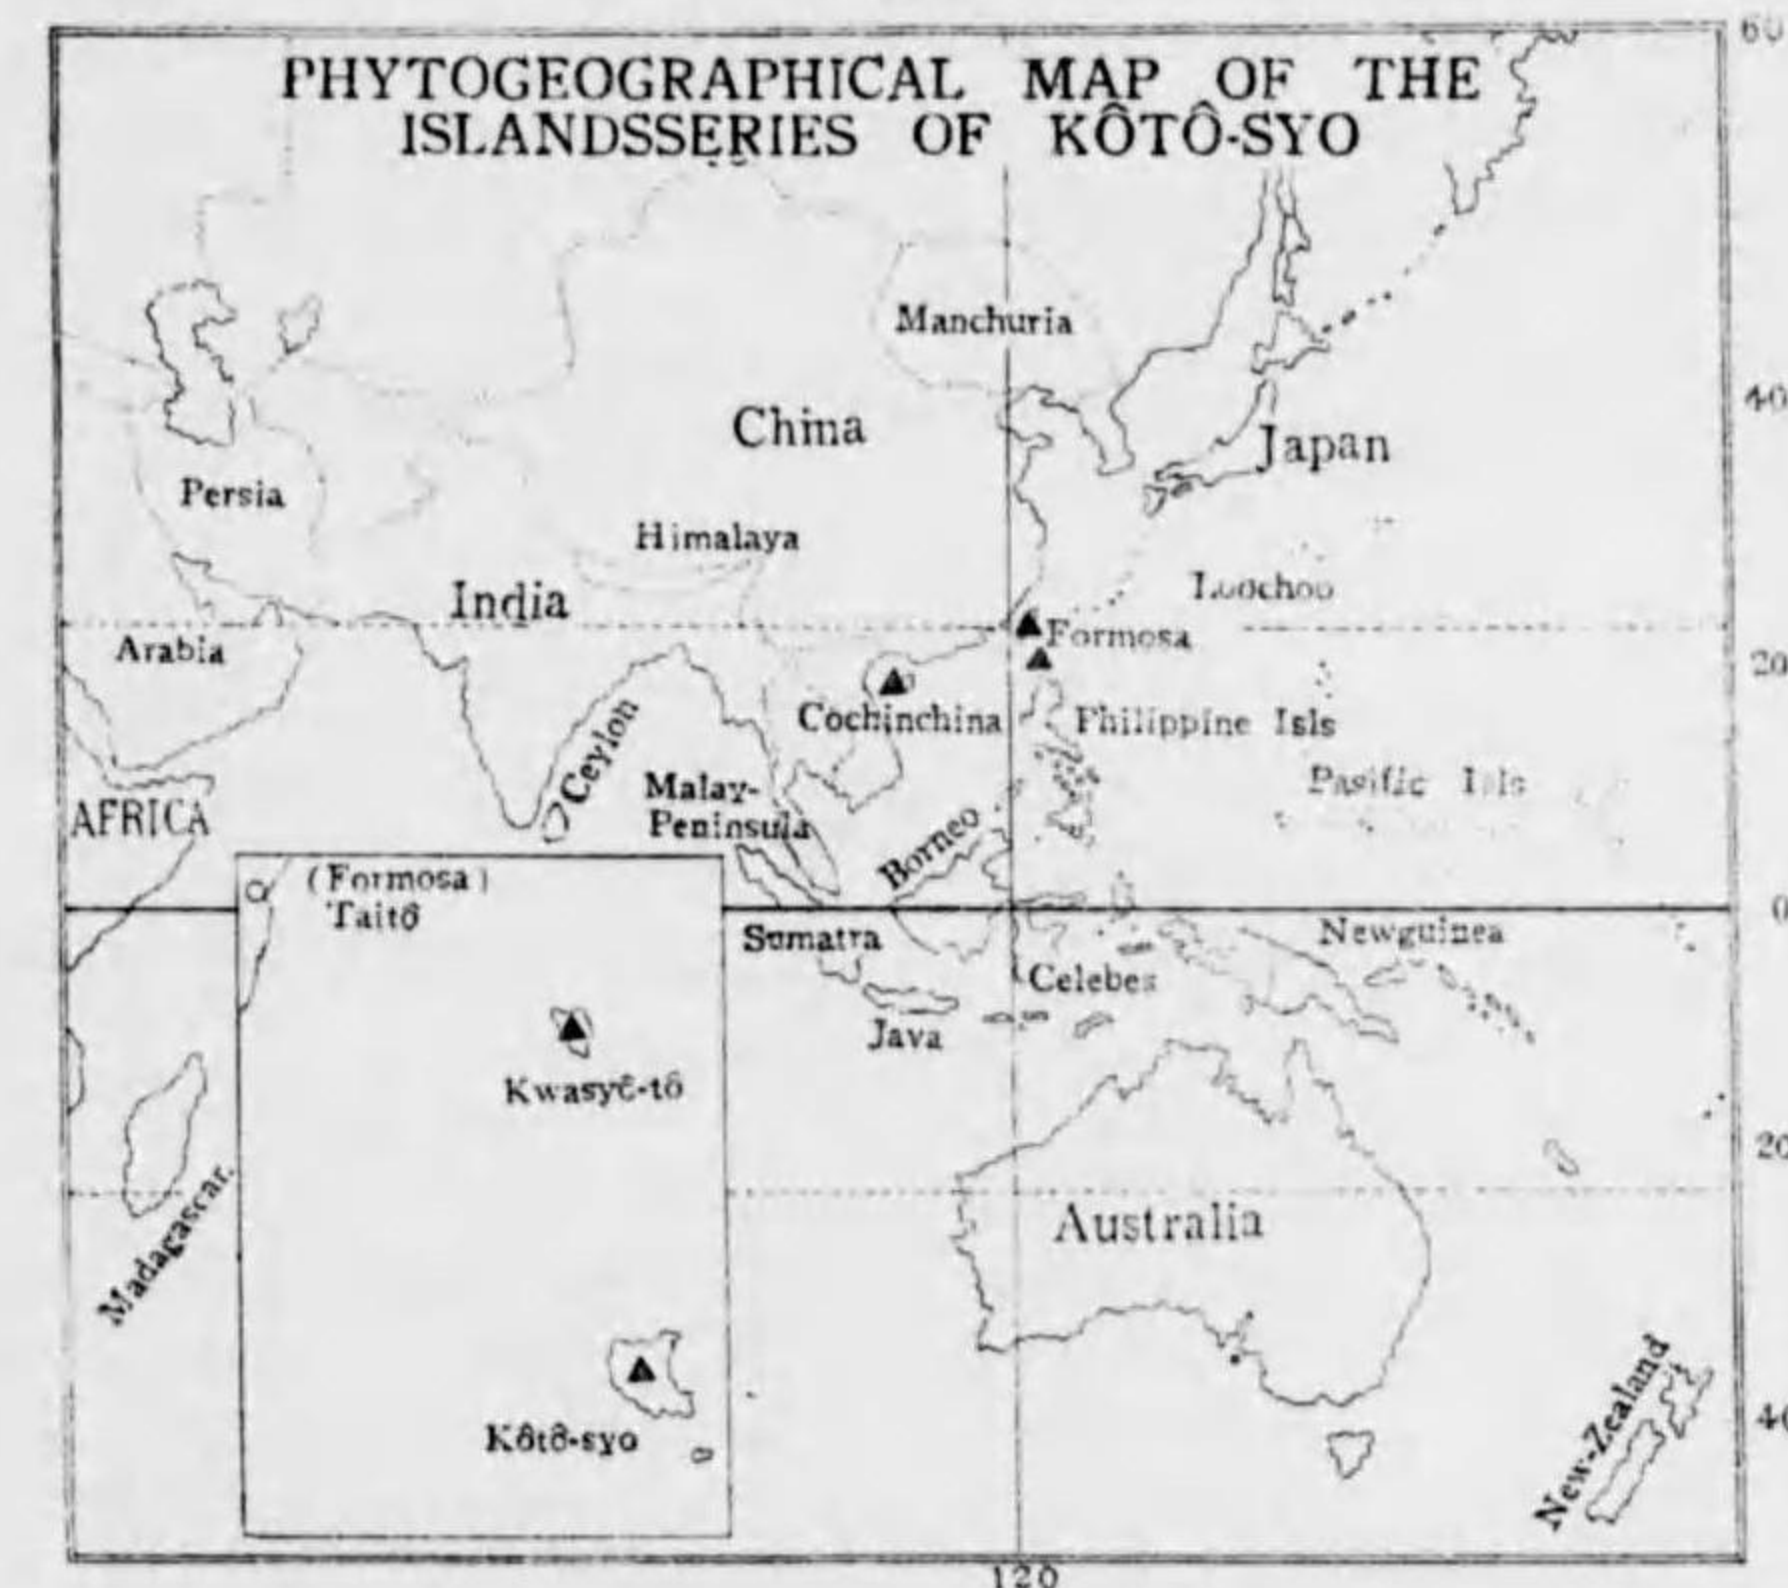 PHYTOGEOGRAPHICAL MAP OF THE
ISLANDSSERIES OF KÔTÔ-SYO
60
Manchuria
40
China
Japan
Persia
Himalaya
India
Loochoo
Arabia
Formosa
20
Ceylon
Cochinchina
Philippine Isls
Malay-
Peninsula
Pasific Isls
AFRICA
Borneo
(Formosa)
Taitô
0
Sumatra
Newguinea
Celebes
Java
Kwasyô-tô
20
Madagascar.
Australia
New-Zealand
40
Kôtô-syo
120